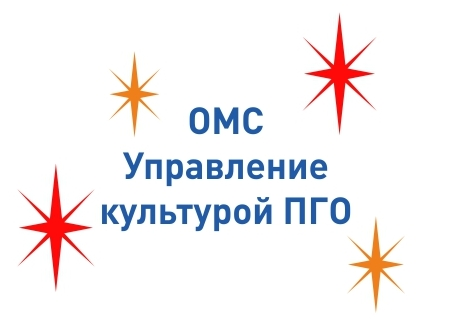 ОМС
Управление
культурой ПГО